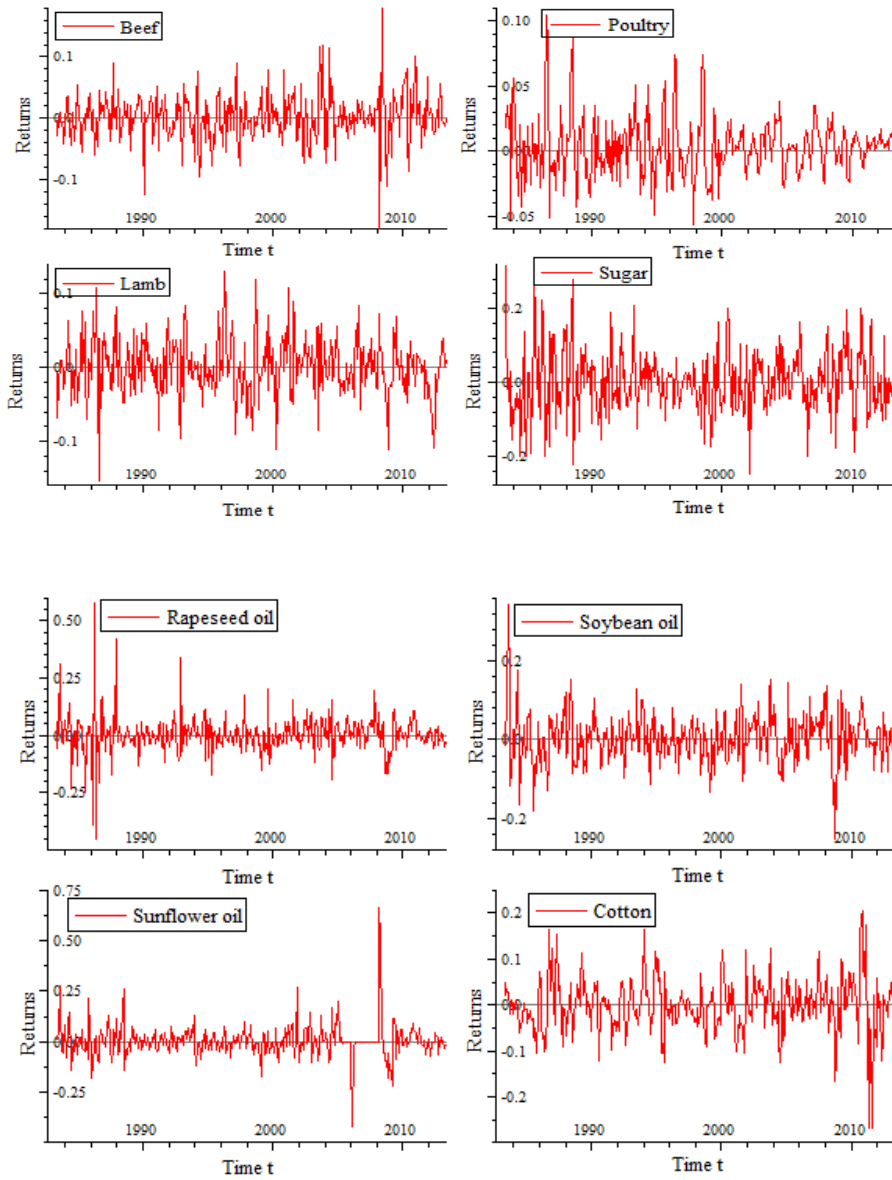 Beef
0.1
0.0
-0.1
Returns
1990
2000
2010
Time t
Poultry
0.10
0.05
0.00
-0.05
Returns
1990
2000
2010
Time t
Lamb
0.1
0.0
-0.1
Returns
1990
2000
2010
Time t
Sugar
0.2
0.0
-0.2
Returns
1990
2000
2010
Time t
Rapeseed oil
0.50
0.25
0.00
-0.25
Returns
1990
2000
2010
Time t
Soybean oil
0.2
0.0
-0.2
Returns
1990
2000
2010
Time t
Sunflower oil
0.75
0.50
0.25
0.00
-0.25
Returns
1990
2000
2010
Time t
Cotton
0.2
0.1
0.0
-0.1
-0.2
Returns
1990
2000
2010
Time t